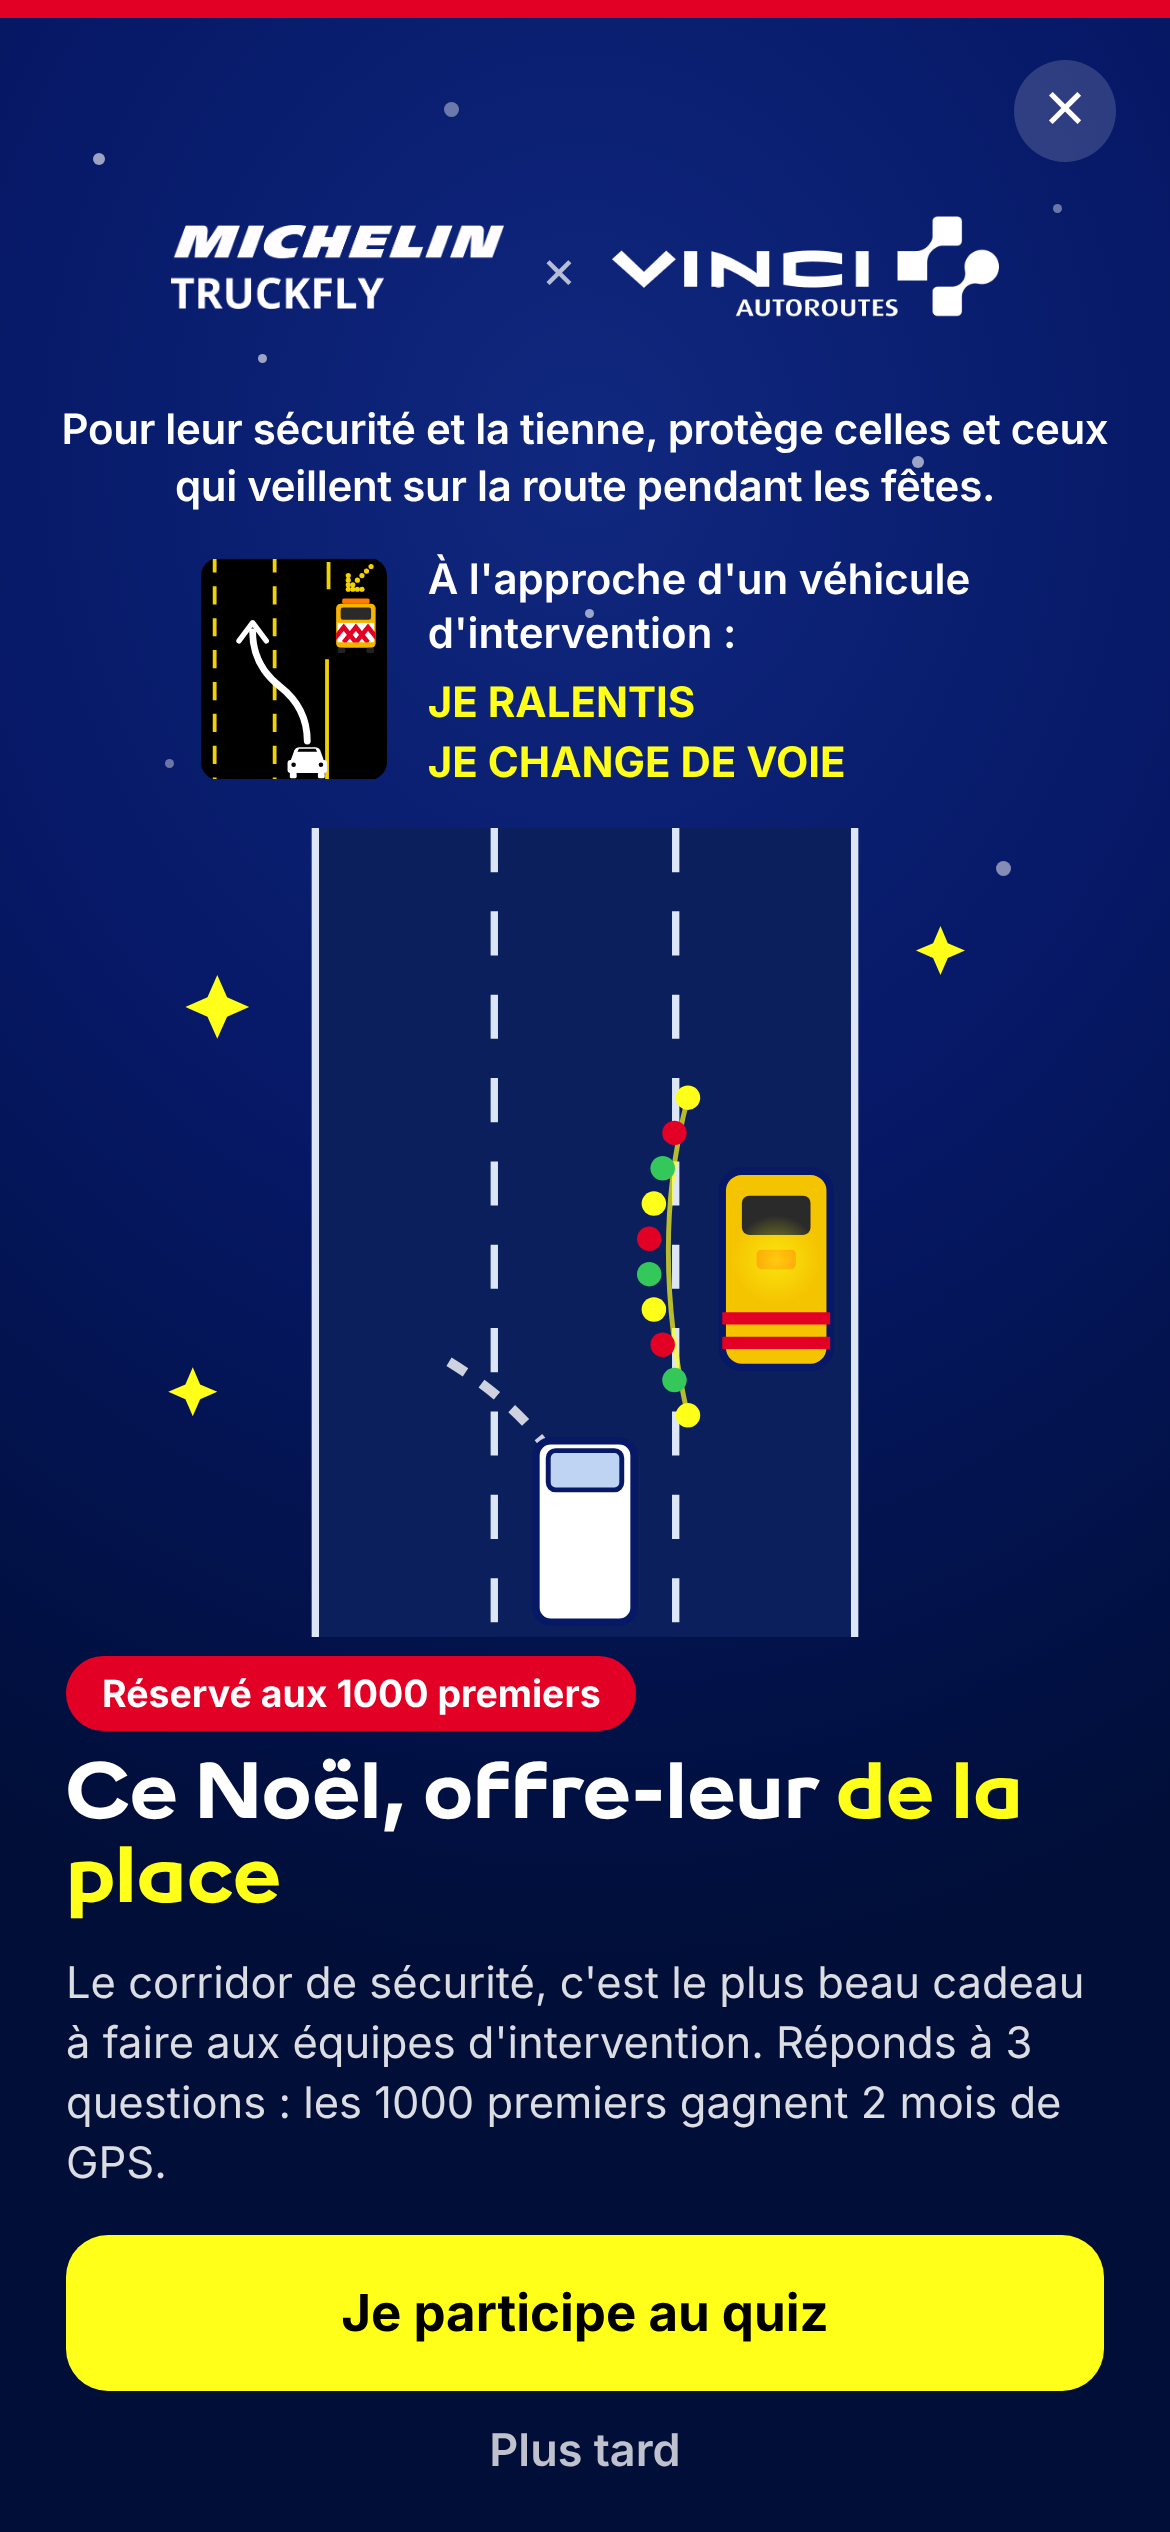 MICHELIN
TRUCKFLY
×
VINCI
AUTOROUTES
Pour leur sécurité et la tienne, protège celles et ceux
qui veillent sur la route pendant les fêtes.
À l'approche d'un véhicule
d'intervention :
JE RALENTIS
JE CHANGE DE VOIE
Réservé aux 1000 premiers
Ce Noël, offre-leur de la
place
Le corridor de sécurité, c'est le plus beau cadeau
à faire aux équipes d'intervention. Réponds à 3
questions : les 1000 premiers gagnent 2 mois de
GPS.
Je participe au quiz
Plus tard